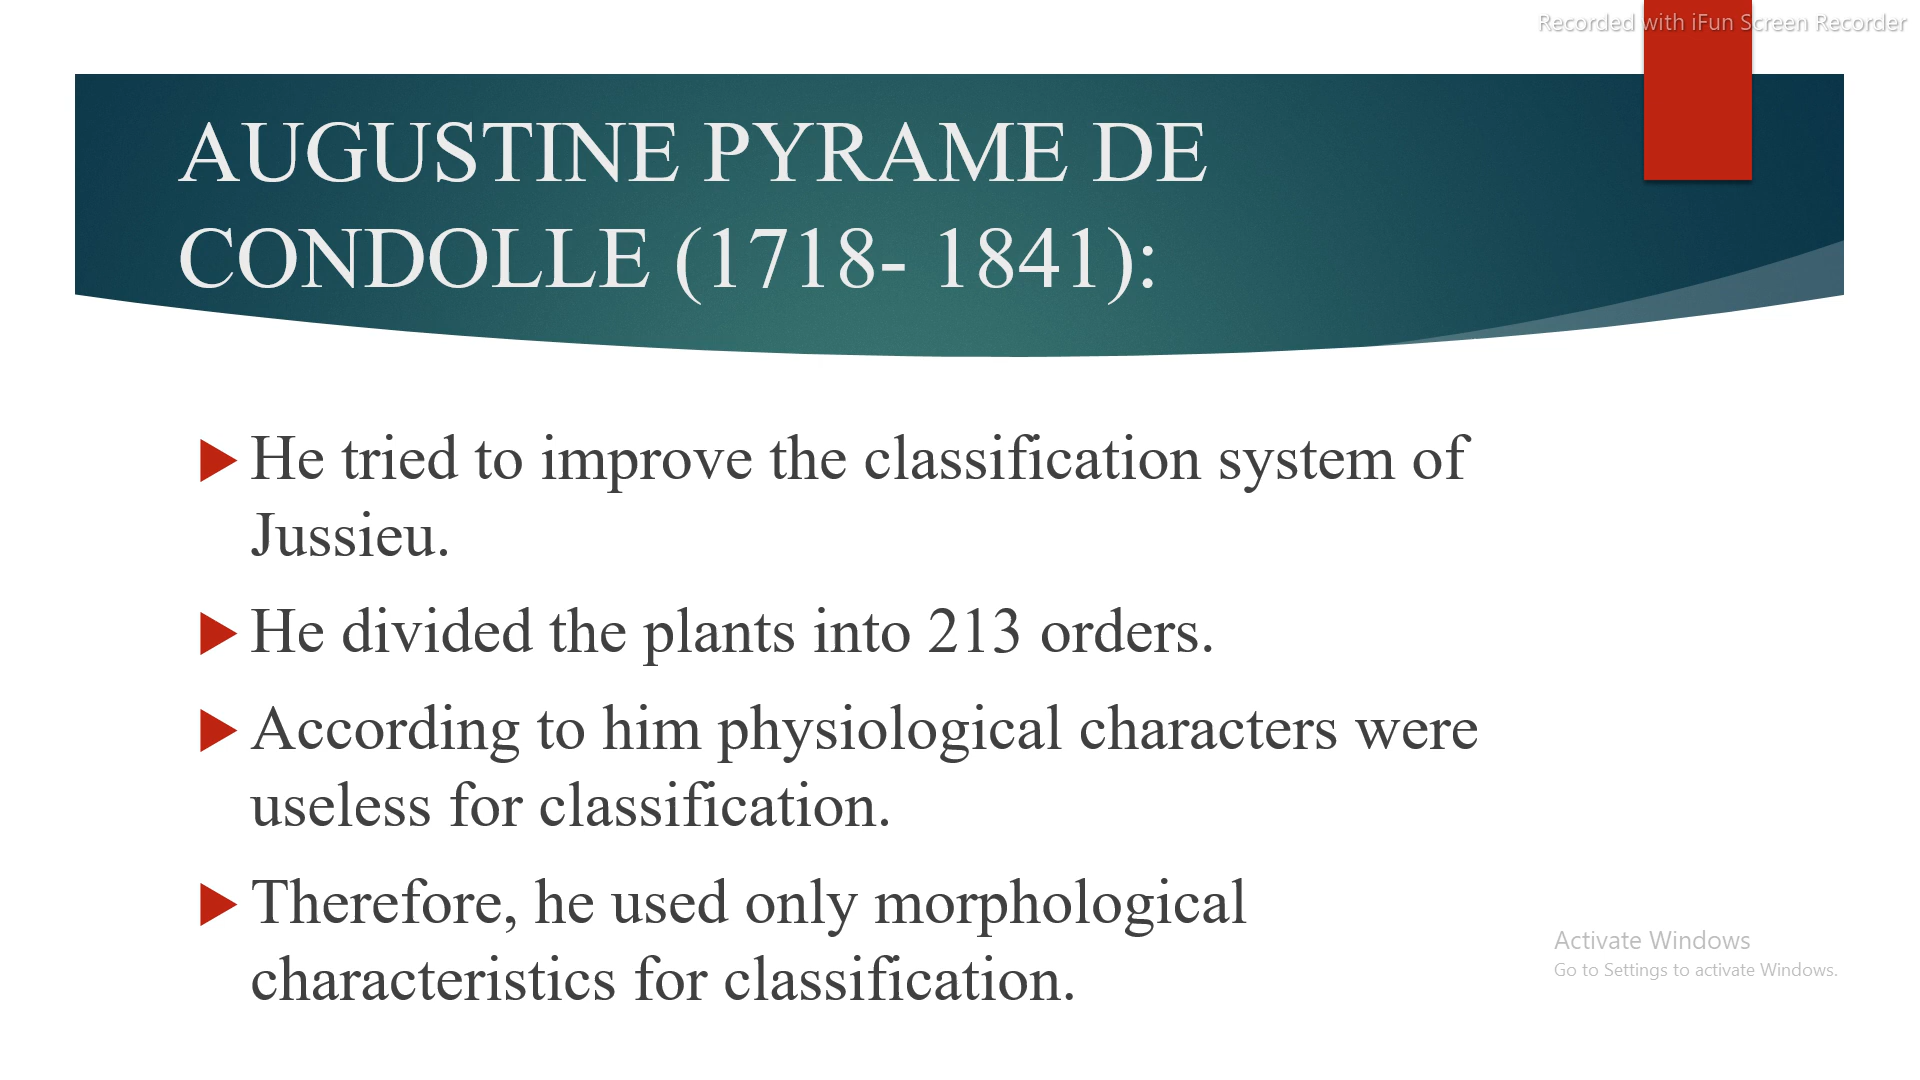 Recorded with iFun Screen Recorder
AUGUSTINE PYRAME DE
CONDOLLE (1718- 1841):
He tried to improve the classification system of
Jussieu.
He divided the plants into 213 orders.
According to him physiological characters were
useless for classification.
Therefore, he used only morphological
characteristics for classification.
Activate Windows
Go to Settings to activate Windows.